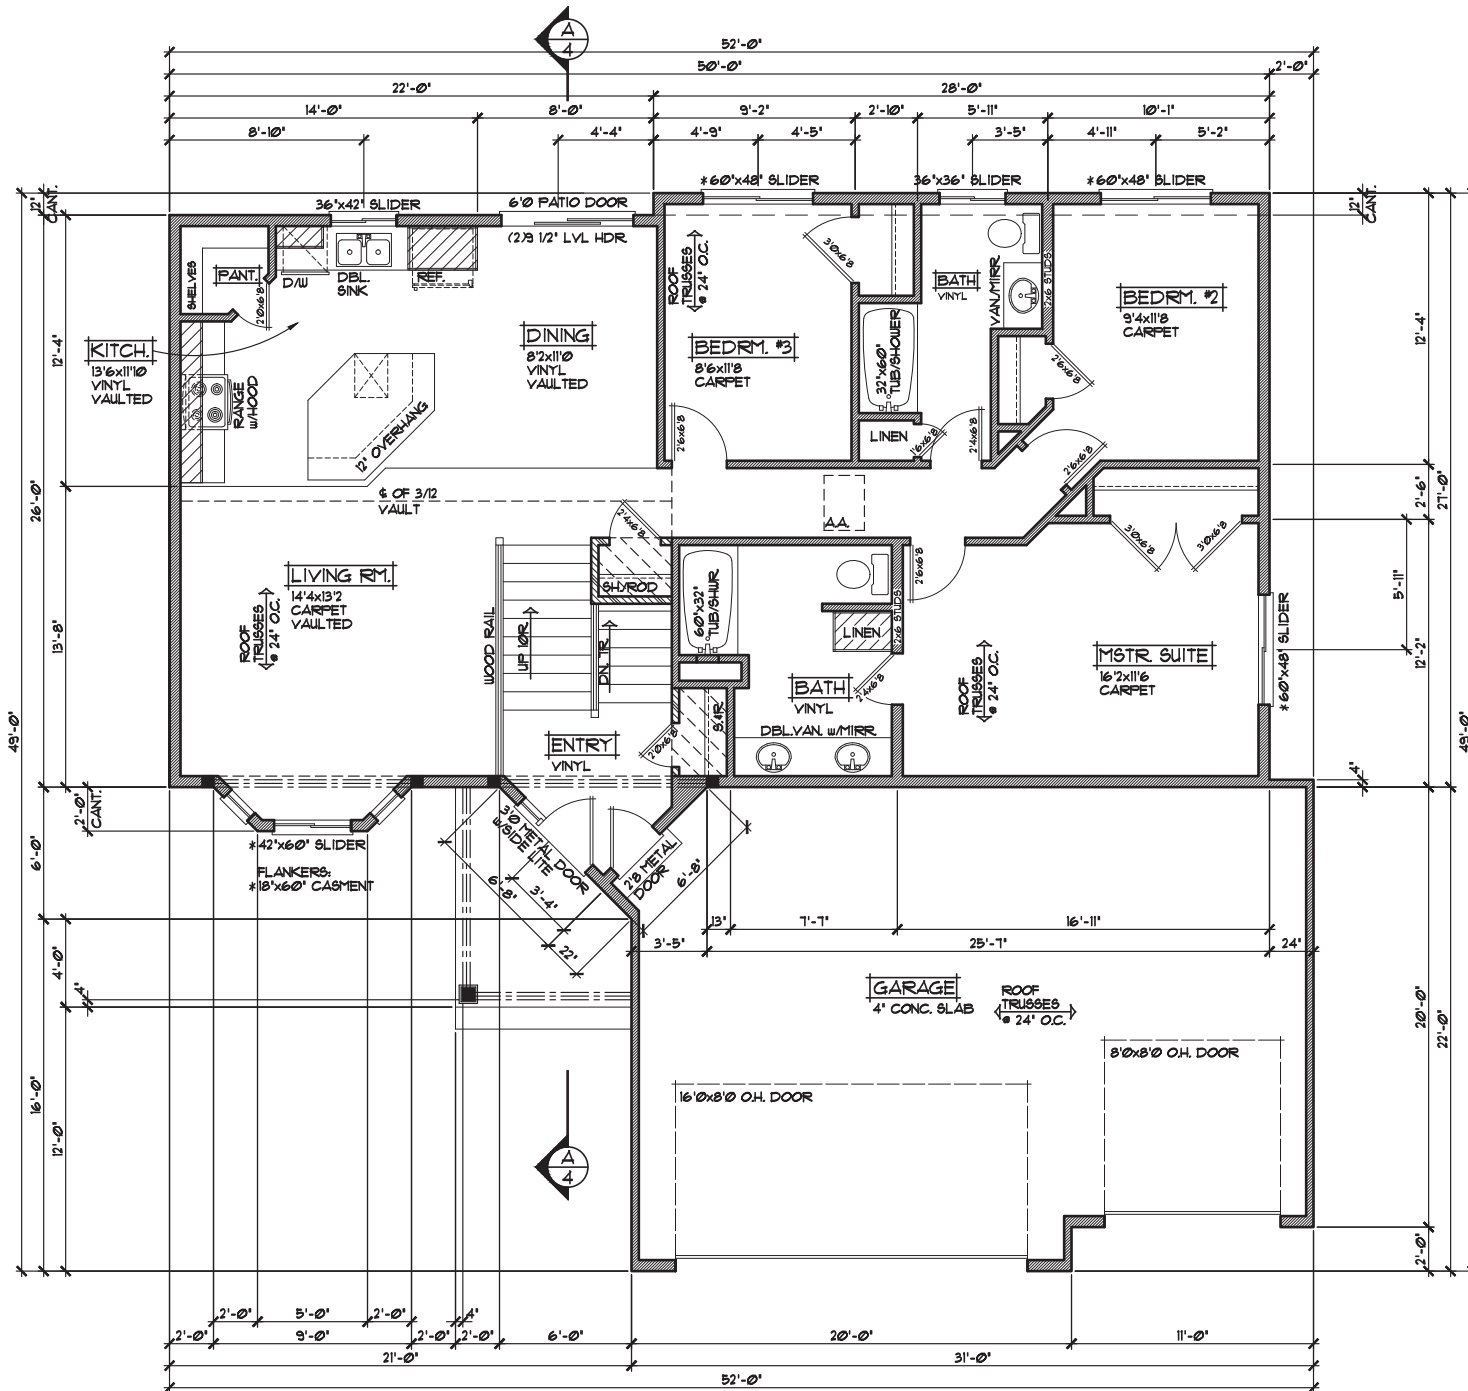 A
4
52'-0"
50'-0"
2'-0"
22'-0"
28'-0"
14'-0"
8'-0"
9'-2"
2'-10"
5'-11"
10'-1"
8'-10"
4'-4"
4'-9"
4'-5"
3'-5"
4'-11"
5'-2"
12"
CANT.
36"x42" SLIDER
6'0 PATIO DOOR
(2)9 1/2" LVL HDR.
*60"x48" SLIDER
36"x36" SLIDER
*60"x48" SLIDER
12"
CANT.
SHELVES
PANT.
2'0x6'8
D/W
DBL.
SINK
REF.
ROOF
TRUSSES
@ 24" O.C.
3'0x6'8
BATH
VINYL
VAN/MIRR.
2x6 STUDS
BEDRM. #2
9'4x11'8
CARPET
KITCH.
13'6x11'10
VINYL
VAULTED
DINING
8'2x11'0
VINYL
VAULTED
BEDRM. #3
8'6x11'8
CARPET
32"x60"
TUB/SHOWER
2'6x6'8
RANGE
w/HOOD
12" OVERHANG
2'6x6'8
LINEN
1'6x6'8
2'4x6'8
2'6x6'8
12'-4"
26'-0"
13'-8"
49'-0"
12'-4"
2'-6"
27'-0"
5'-11"
12'-2"
49'-0"
4"
℄ OF 3/12
VAULT
2'4x6'8
A.A.
3'0x6'8
3'0x6'8
LIVING RM.
14'4x13'2
CARPET
VAULTED
ROOF
TRUSSES
@ 24" O.C.
WOOD RAIL
UP 10R
DN. 7R
SH/ROD
60"x32"
TUB/SHWR
2'6x6'8
2x6 STUDS
LINEN
MSTR. SUITE
16'2x11'6
CARPET
ROOF
TRUSSES
@ 24" O.C.
*60"x48" SLIDER
BATH
VINYL
2'4x6'8
DBL.VAN. w/MIRR.
S&R
2'0x6'8
ENTRY
VINYL
2'-0"
CANT.
*42"x60" SLIDER
FLANKERS:
*18"x60" CASMENT
3'0 METAL DOOR
w/SIDE LITE
2'8 METAL
DOOR
6'-8"
3'-4"
22"
6'-8"
6'-0"
4'-0"
4"
16'-0"
12'-0"
13"
7'-7"
16'-11"
3'-5"
25'-7"
24"
GARAGE
4" CONC. SLAB
ROOF
TRUSSES
@ 24" O.C.
20'-0"
22'-0"
2'-0"
8'0x8'0 O.H. DOOR
16'0x8'0 O.H. DOOR
A
4
2'-0"
5'-0"
2'-0"
4"
2'-0"
9'-0"
2'-0"
2'-0"
6'-0"
20'-0"
11'-0"
21'-0"
31'-0"
52'-0"